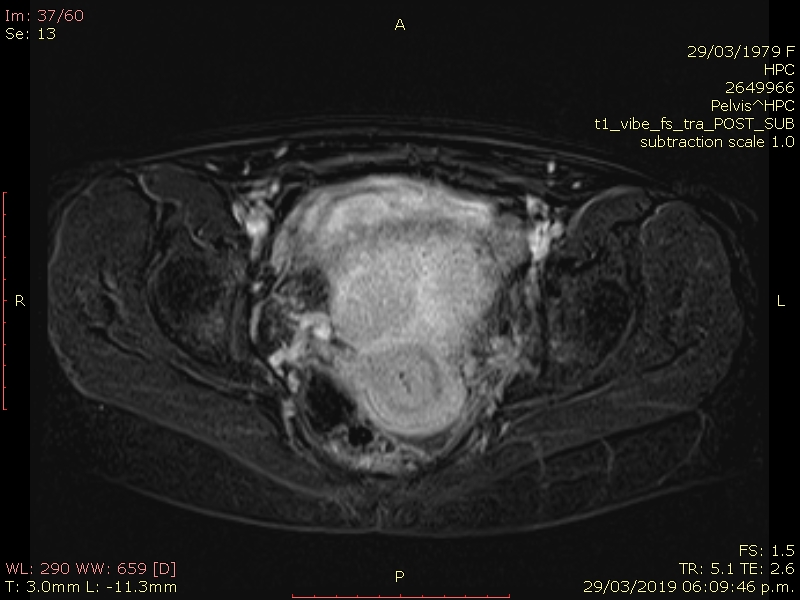 Im: 37/60
Se: 13
A
29/03/1979 F
HPC
2649966
Pelvis^HPC
t1_vibe_fs_tra_POST_SUB
subtraction scale 1.0
R
L
WL: 290 WW: 659 [D]
T: 3.0mm L: -11.3mm
P
FS: 1.5
TR: 5.1 TE: 2.6
29/03/2019 06:09:46 p.m.